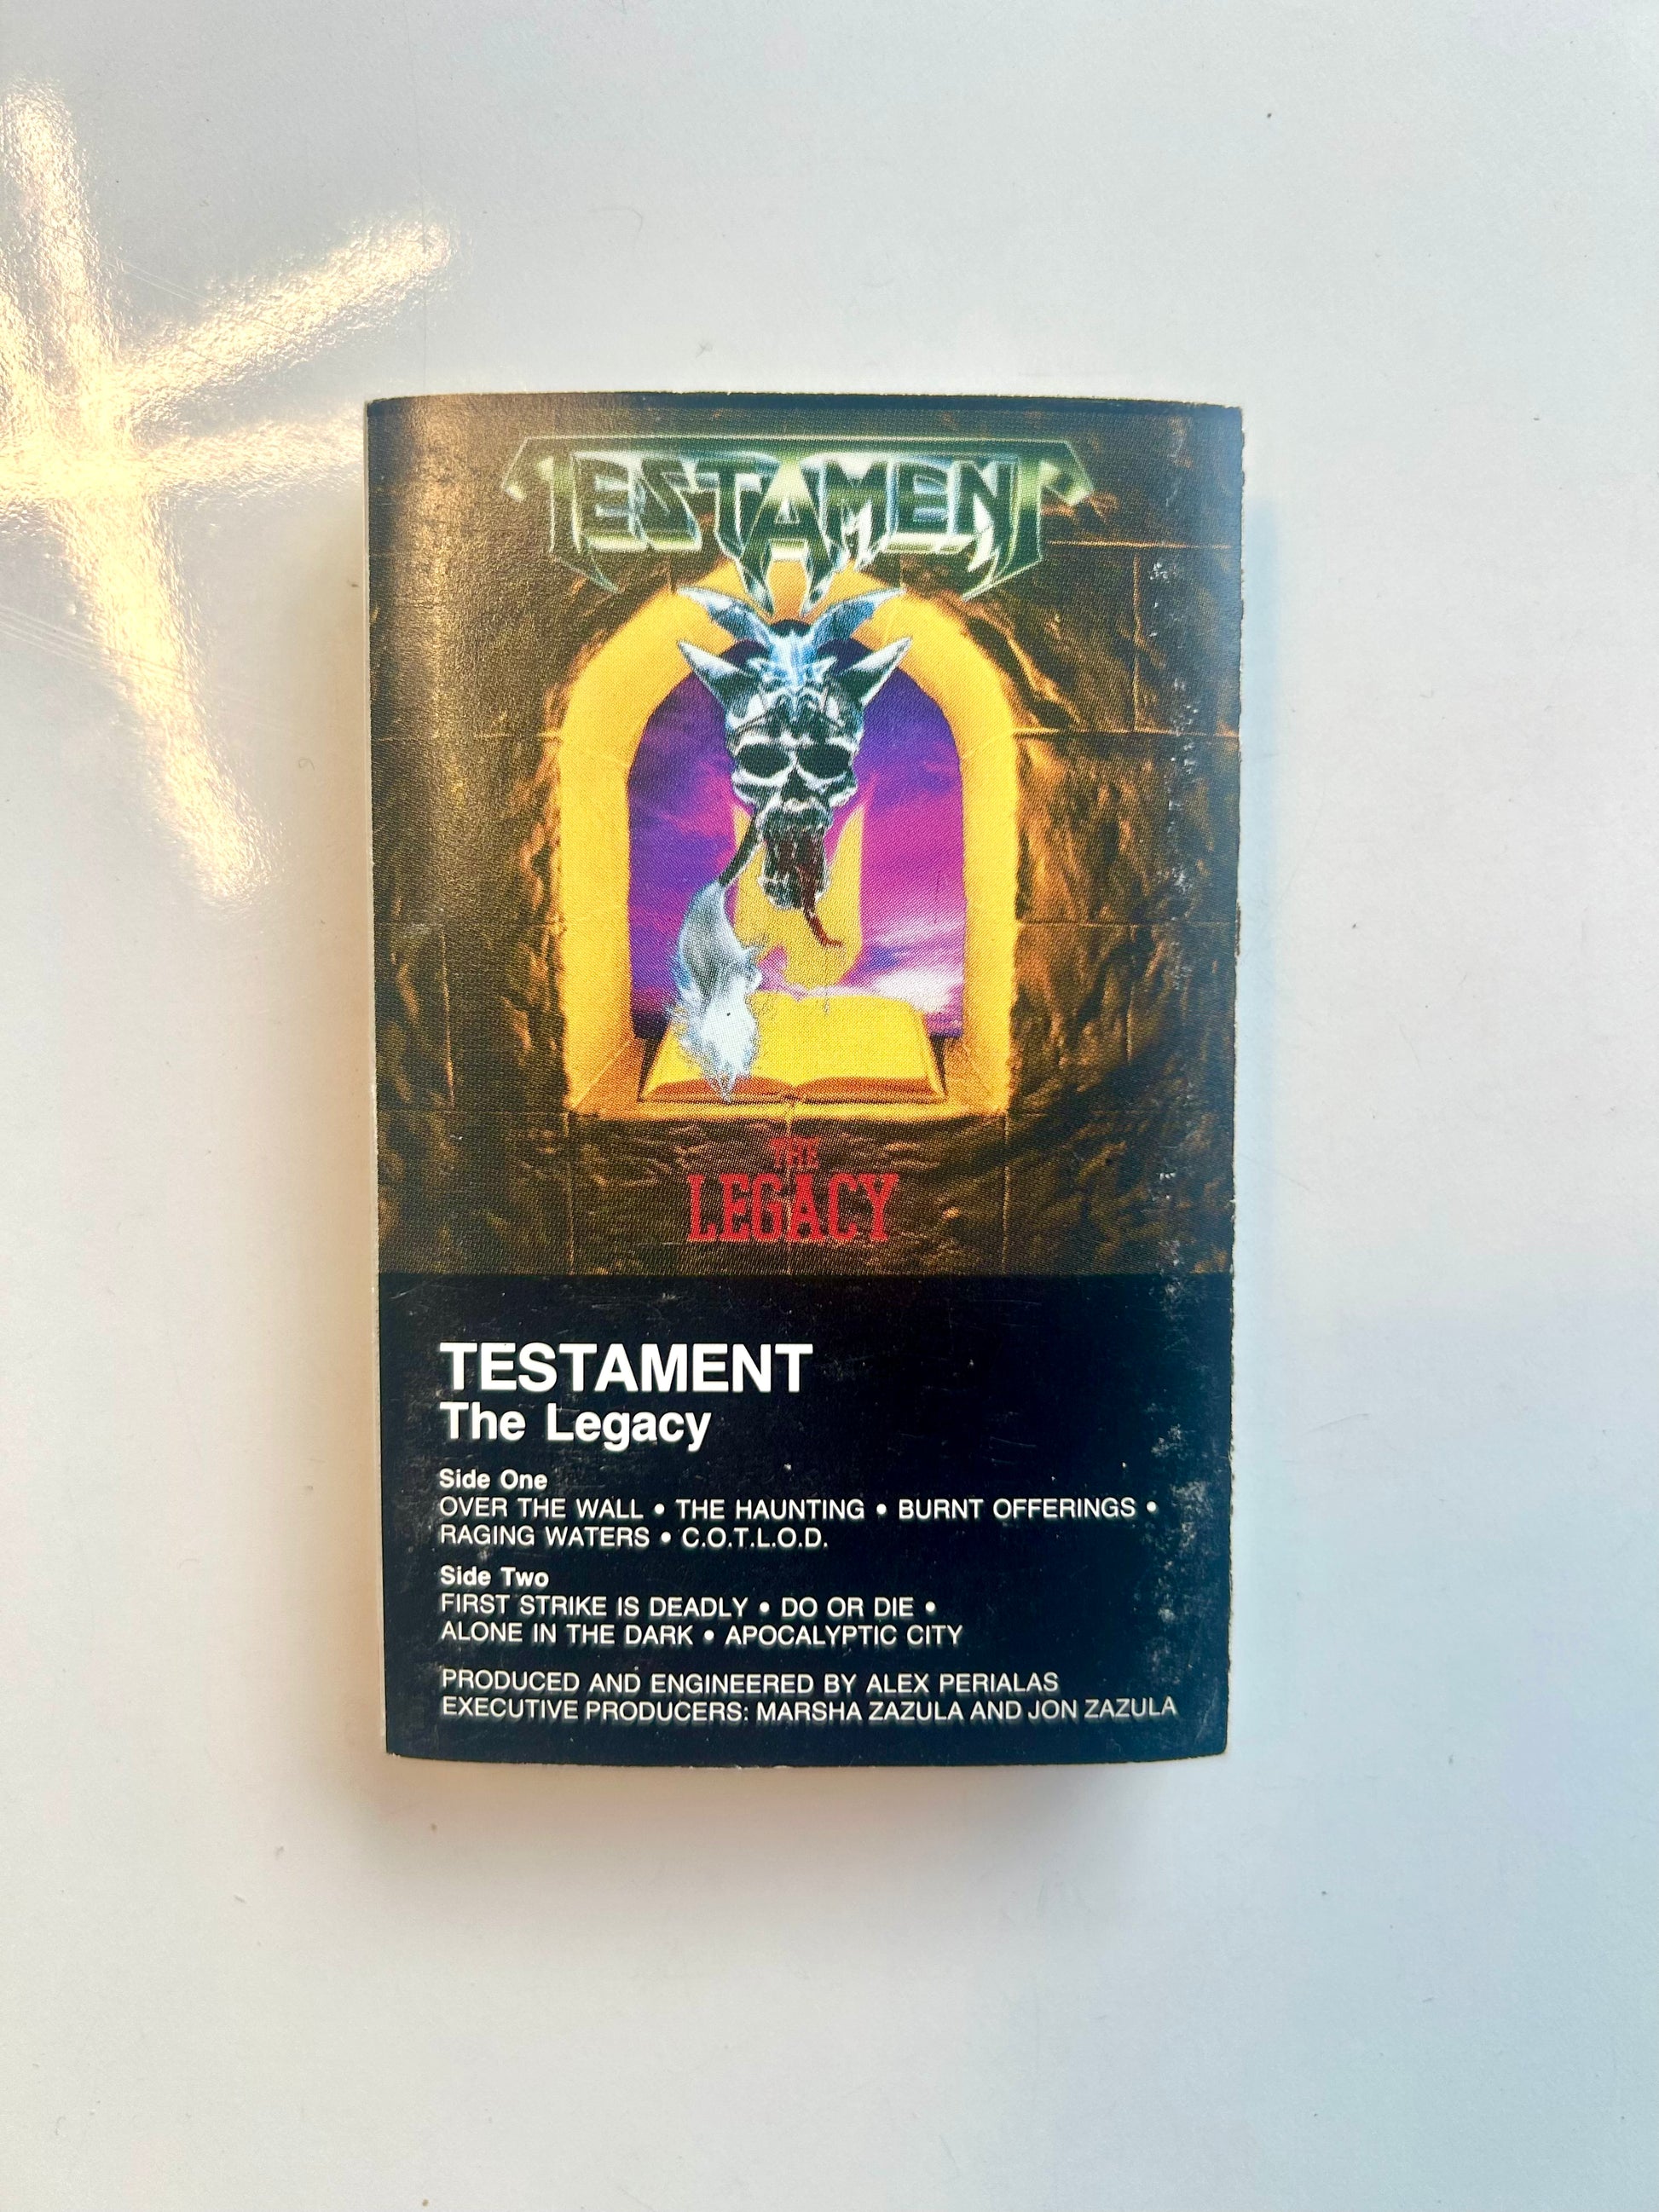 TESTAMENT
THE
LEGACY
TESTAMENT
The Legacy
Side One
OVER THE WALL • THE HAUNTING • BURNT OFFERINGS •
RAGING WATERS • C.O.T.L.O.D.
Side Two
FIRST STRIKE IS DEADLY • DO OR DIE •
ALONE IN THE DARK • APOCALYPTIC CITY
PRODUCED AND ENGINEERED BY ALEX PERIALAS
EXECUTIVE PRODUCERS: MARSHA ZAZULA AND JON ZAZULA